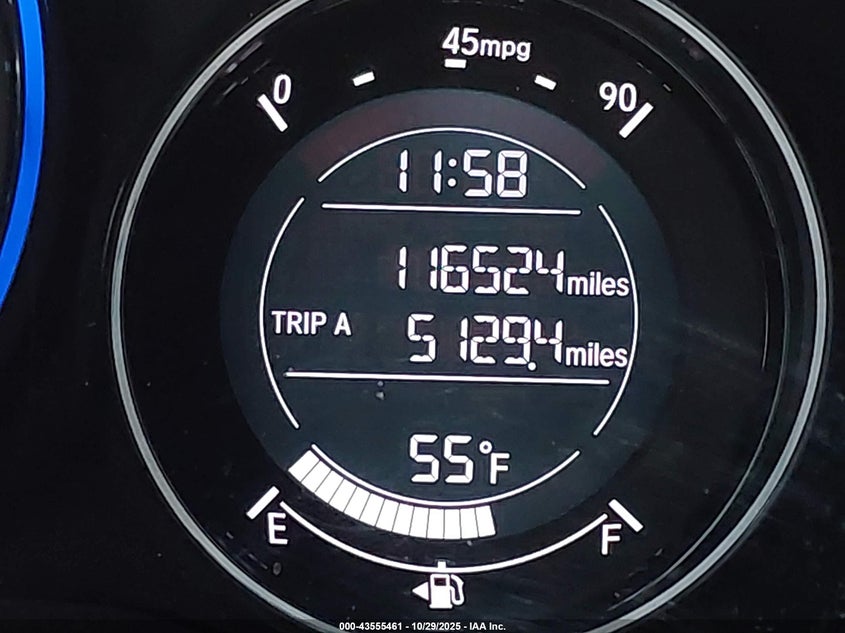 45mpg
0
90
11:58
116524miles
TRIP A 5129.4miles
55°F
E
F
000-43555461 - 10/29/2025 - IAA Inc.